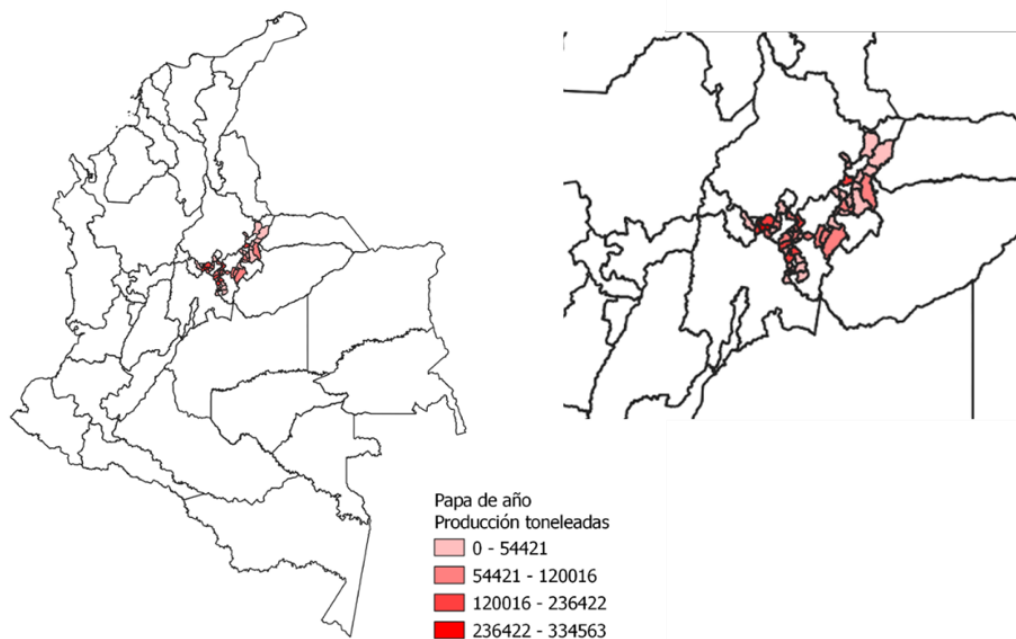 Papa de año
Producción toneleadas
0 - 54421
54421 - 120016
120016 - 236422
236422 - 334563